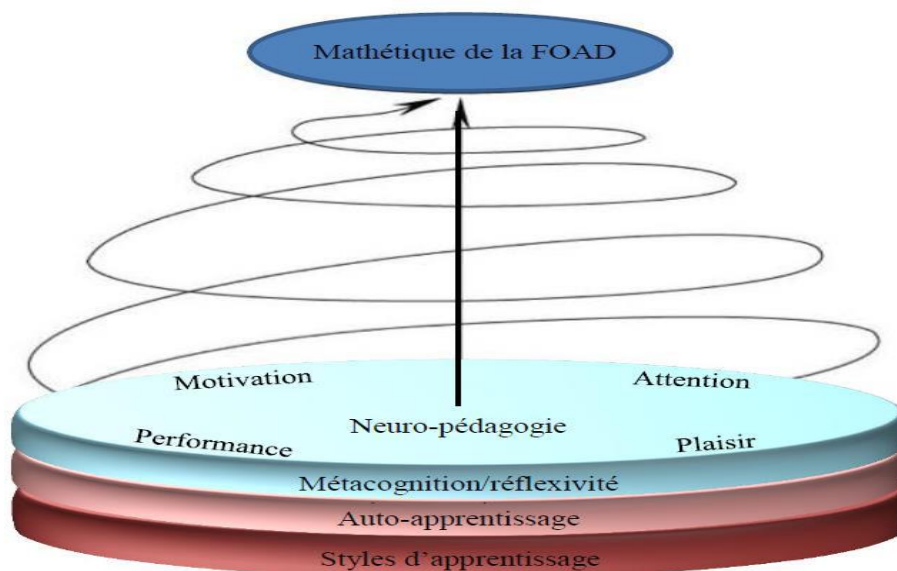 Mathétique de la FOAD
Motivation
Attention
Neuro-pédagogie
Performance
Plaisir
Métacognition/réflexivité
Auto-apprentissage
Styles d'apprentissage